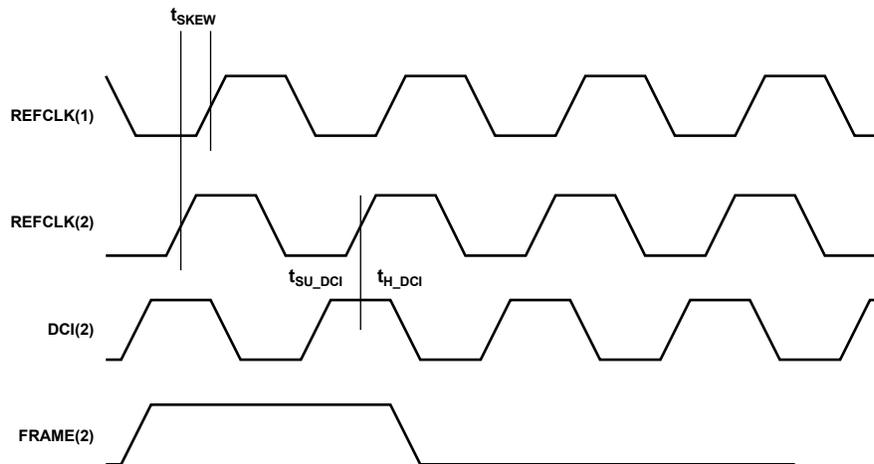 tSKEW
REFCLK(1)
REFCLK(2)
tSU_DCI tH_DCI
DCI(2)
FRAME(2)